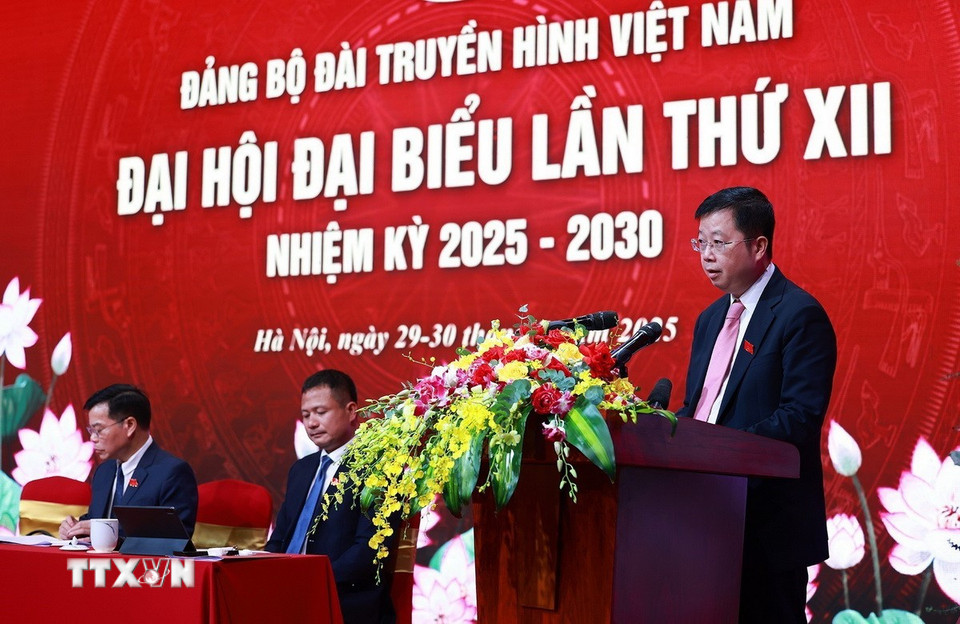 ĐẢNG BỘ ĐÀI TRUYỀN HÌNH VIỆT NAM
ĐẠI HỘI ĐẠI BIỂU LẦN THỨ XII
NHIỆM KỲ 2025 - 2030
Hà Nội, ngày 29-30 2025
TTXVN